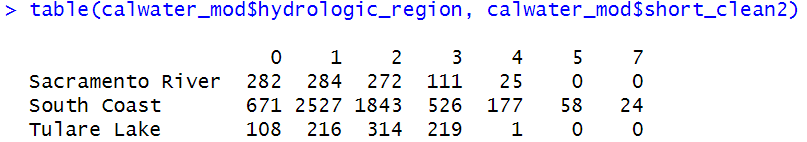 > table(calwater_mod$hydrologic_region, calwater_mod$short_clean2)
0 1 2 3 4 5 7
Sacramento River 282 284 272 111 25 0 0
South Coast 671 2527 1843 526 177 58 24
Tulare Lake 108 216 314 219 1 0 0